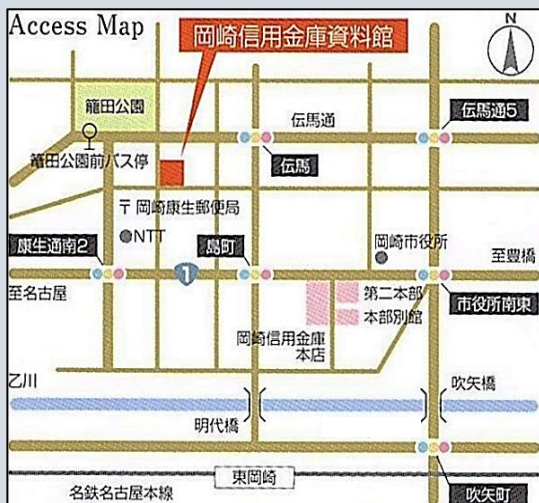 Access Map
岡崎信用金庫資料館
N
籠田公園
伝馬通
伝馬通5
籠田公園前バス停
伝馬
〒岡崎康生郵便局
NTT
康生通南2
島町
岡崎市役所
至豊橋
1
至名古屋
第二本部
本部別館
市役所南東
岡崎信用金庫
本店
乙川
吹矢橋
明代橋
東岡崎
名鉄名古屋本線
吹矢町